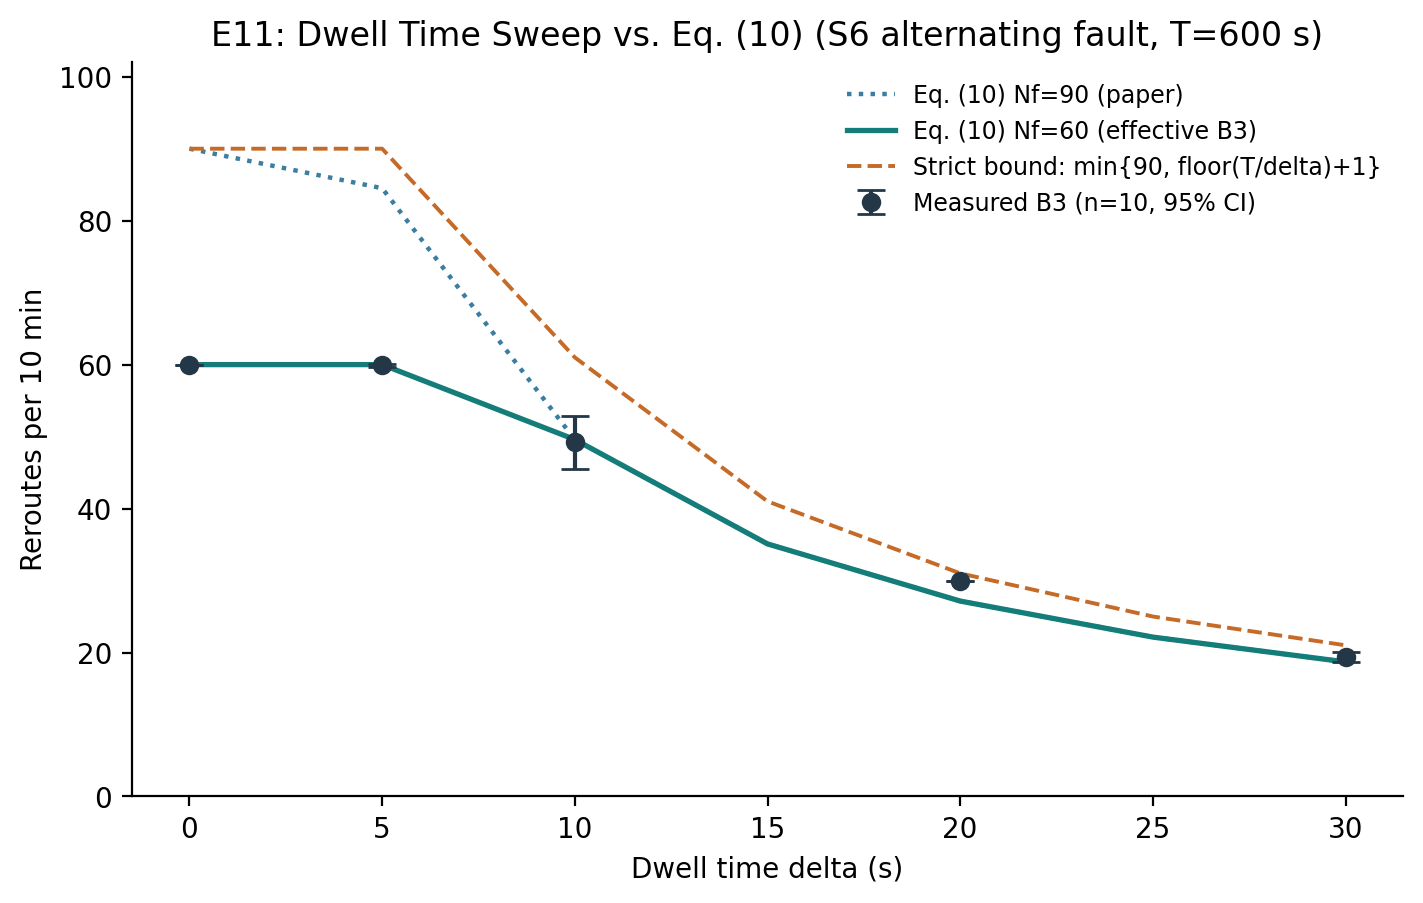 E11: Dwell Time Sweep vs. Eq. (10) (S6 alternating fault, T=600 s)
Eq. (10) Nf=90 (paper)
Eq. (10) Nf=60 (effective B3)
Strict bound: min{90, floor(T/delta)+1}
Measured B3 (n=10, 95% CI)
Reroutes per 10 min
100
80
60
40
20
0
0 5 10 15 20 25 30
Dwell time delta (s)